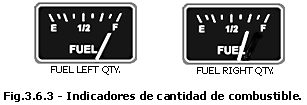 E 1/2 F
FUEL
FUEL LEFT QTY.
E 1/2 F
FUEL
FUEL RIGHT QTY.
Fig.3.6.3 - Indicadores de cantidad de combustible.